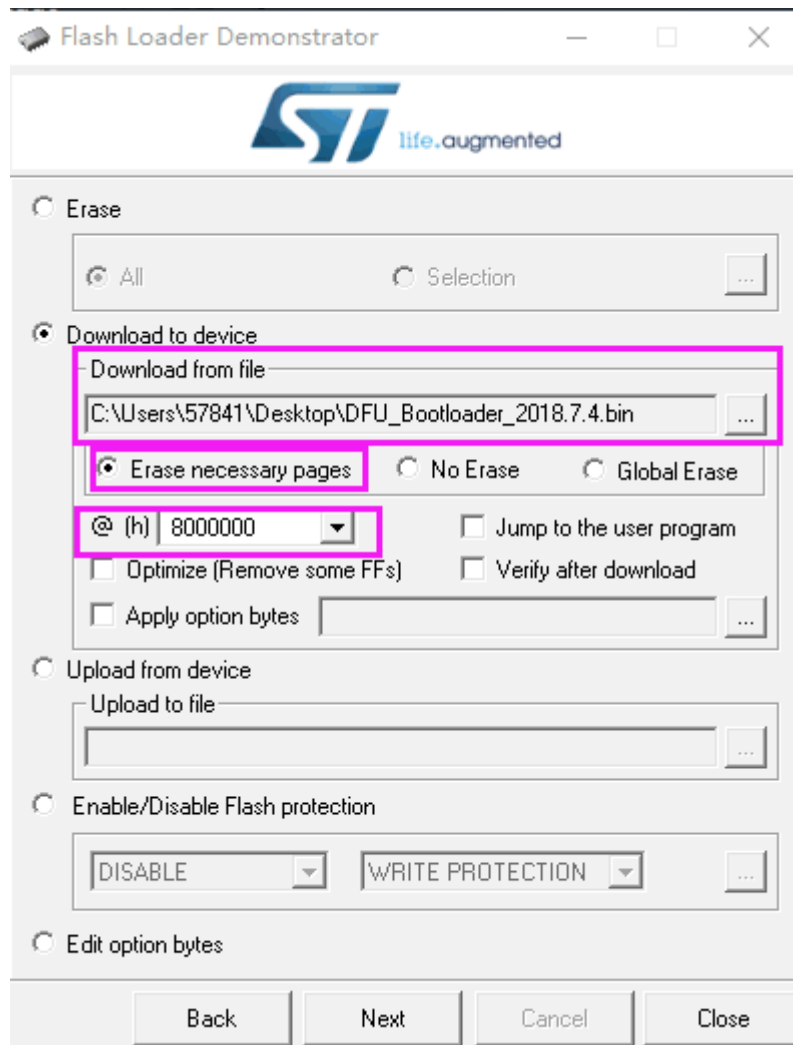 Flash Loader Demonstrator
ST life.augmented
Erase
All Selection ...
Download to device
Download from file
C:\Users\57841\Desktop\DFU_Bootloader_2018.7.4.bin ...
Erase necessary pages No Erase Global Erase
@ (h) 8000000 Jump to the user program
Optimize (Remove some FFs) Verify after download
Apply option bytes ...
Upload from device
Upload to file
...
Enable/Disable Flash protection
DISABLE WRITE PROTECTION ...
Edit option bytes
Back Next Cancel Close